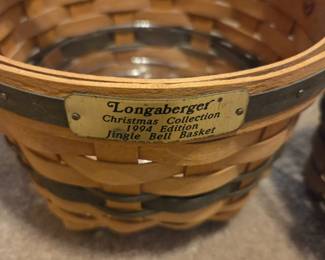 Longaberger®
Christmas Collection
1994 Edition
Jingle Bell Basket